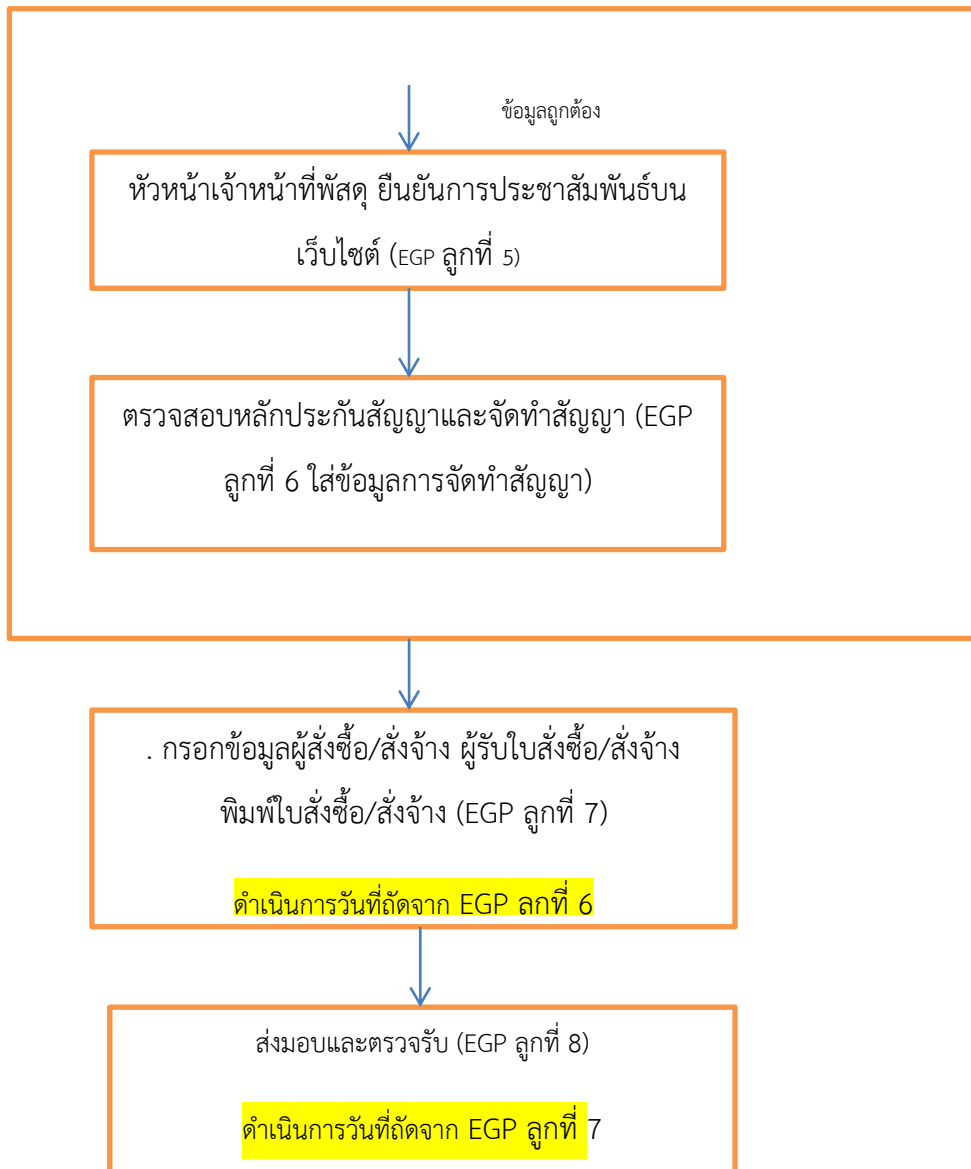 ข้อมูลถูกต้อง
หัวหน้าเจ้าหน้าที่พัสดุ ยืนยันการประชาสัมพันธ์บน
เว็บไซต์ (EGP ลูกที่ 5)
ตรวจสอบหลักประกันสัญญาและจัดทำสัญญา (EGP
ลูกที่ 6 ใส่ข้อมูลการจัดทำสัญญา)
. กรอกข้อมูลผู้สั่งซื้อ/สั่งจ้าง ผู้รับใบสั่งซื้อ/สั่งจ้าง
พิมพ์ใบสั่งซื้อ/สั่งจ้าง (EGP ลูกที่ 7)
ดำเนินการวันที่ถัดจาก EGP ลกที่ 6
ส่งมอบและตรวจรับ (EGP ลูกที่ 8)
ดำเนินการวันที่ถัดจาก EGP ลูกที่ 7